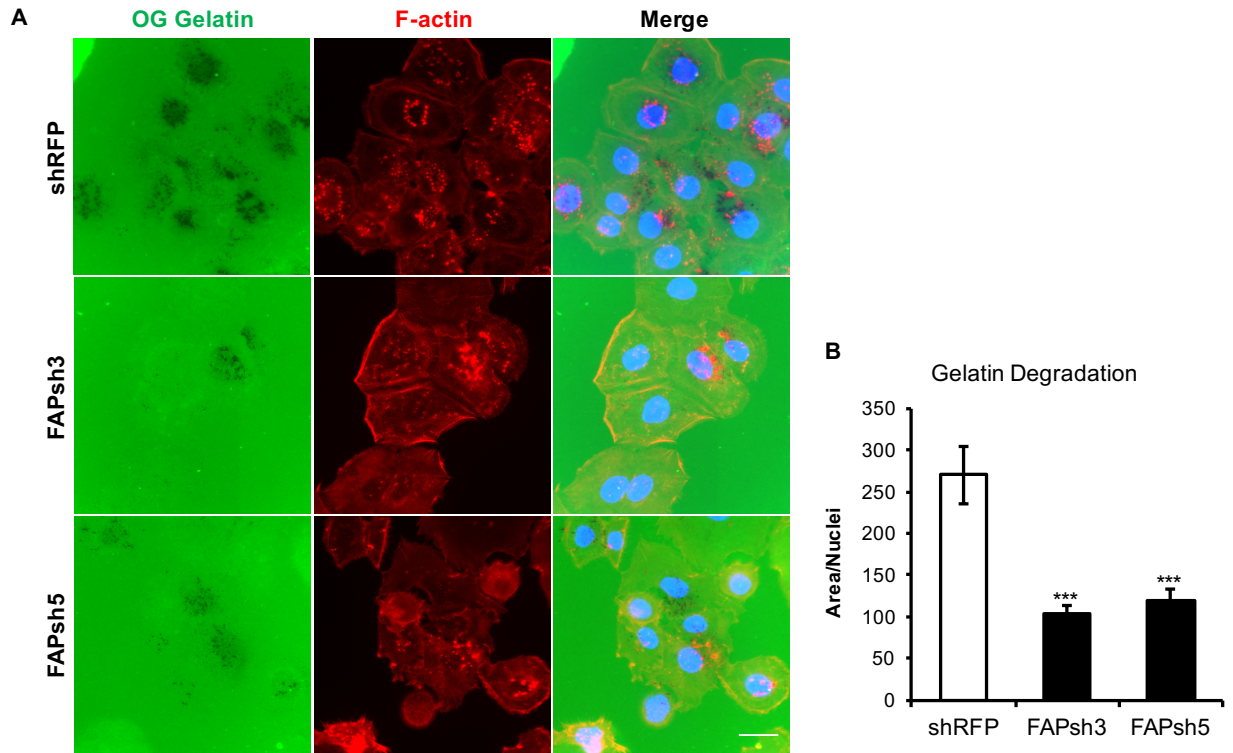 A
OG Gelatin
F-actin
Merge
shRFP
FAPsh3
FAPsh5
B
Gelatin Degradation
Area/Nuclei
350
300
250
200
150
100
50
0
***
***
shRFP
FAPsh3
FAPsh5